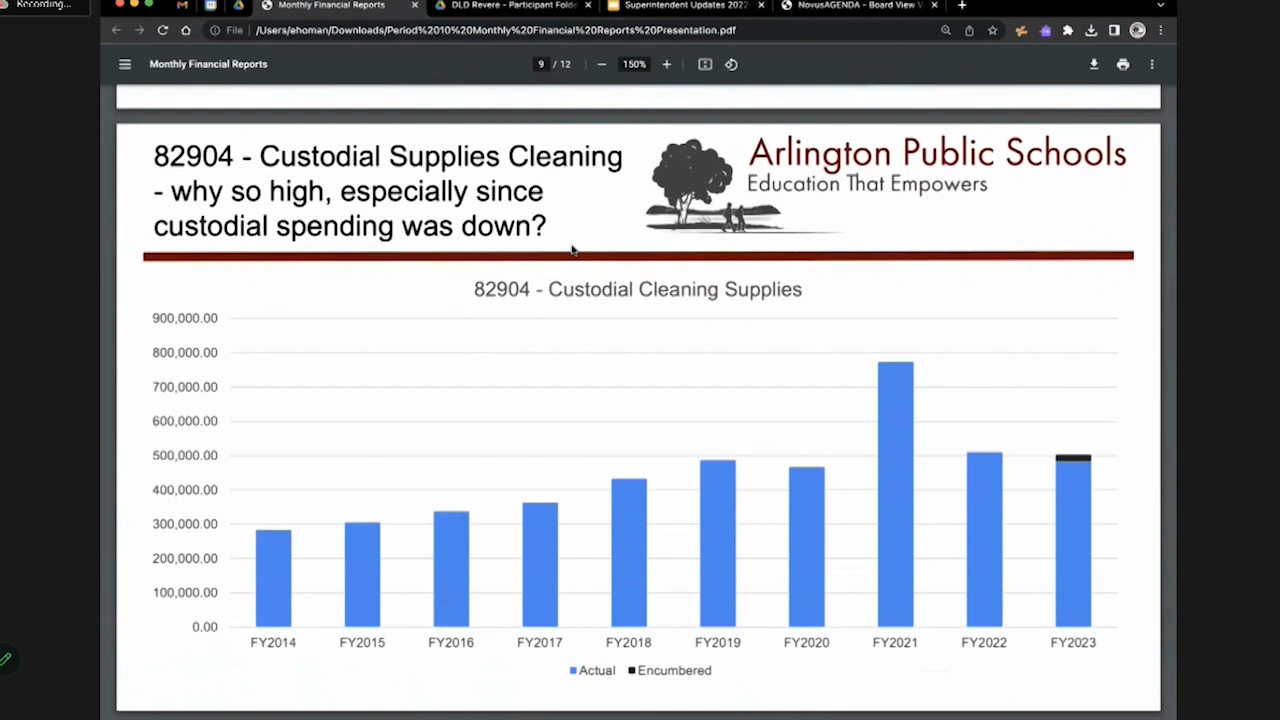 Recording...
Monthly Financial Reports
DLD Revere - Participant Folde
Superintendent Updates 2022
NovusAGENDA - Board View V
File
/Users/ehoman/Downloads/Period%2010%20Monthly%20Financial%20Reports%20Presentation.pdf
Monthly Financial Reports
9 / 12
150%
82904 - Custodial Supplies Cleaning
- why so high, especially since
custodial spending was down?
Arlington Public Schools
Education That Empowers
82904 - Custodial Cleaning Supplies
900,000.00
800,000.00
700,000.00
600,000.00
500,000.00
400,000.00
300,000.00
200,000.00
100,000.00
0.00
FY2014 FY2015 FY2016 FY2017 FY2018 FY2019 FY2020 FY2021 FY2022 FY2023
Actual Encumbered